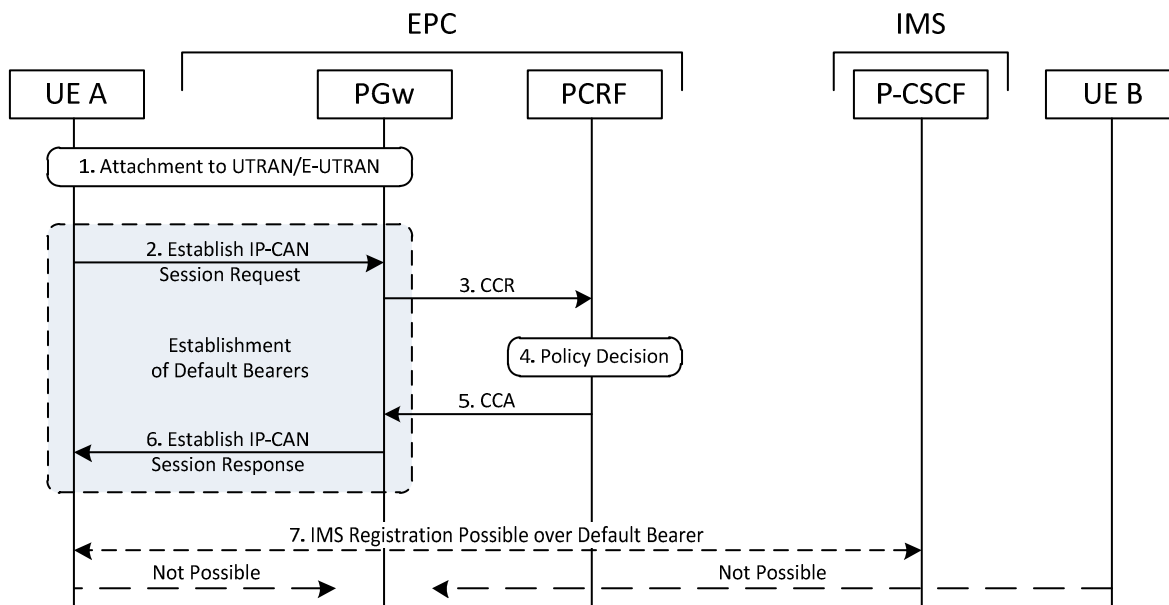 EPC
IMS
UE A
PGw
PCRF
P-CSCF
UE B
1. Attachment to UTRAN/E-UTRAN
2. Establish IP-CAN
Session Request
3. CCR
Establishment
of Default Bearers
4. Policy Decision
5. CCA
6. Establish IP-CAN
Session Response
7. IMS Registration Possible over Default Bearer
Not Possible
Not Possible